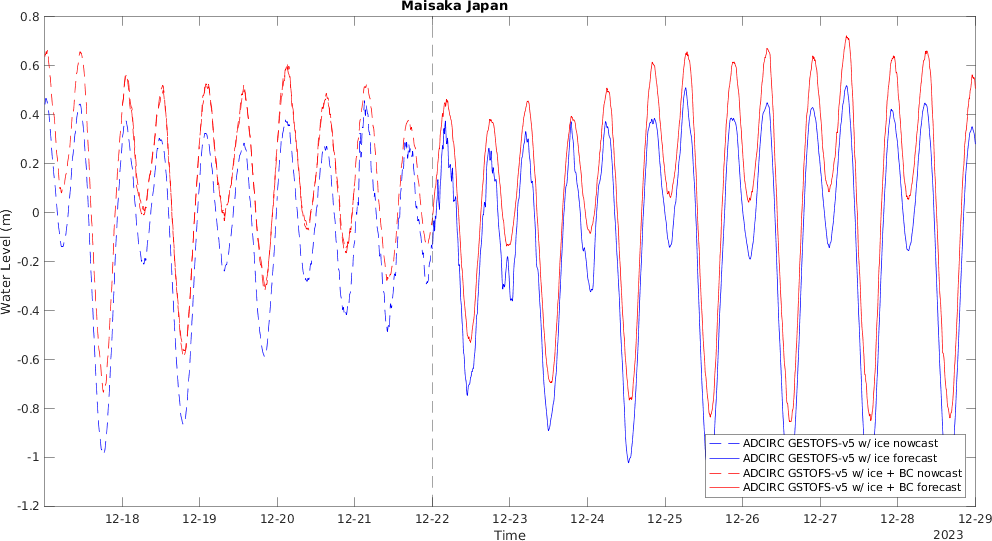 Maisaka Japan
0.8
0.6
0.4
0.2
0
-0.2
-0.4
-0.6
-0.8
-1
-1.2
Water Level (m)
ADCIRC GESTOFS-v5 w/ ice nowcast
ADCIRC GESTOFS-v5 w/ ice forecast
ADCIRC GSTOFS-v5 w/ ice + BC nowcast
ADCIRC GSTOFS-v5 w/ ice + BC forecast
12-18 12-19 12-20 12-21 12-22 12-23 12-24 12-25 12-26 12-27 12-28 12-29
Time
2023